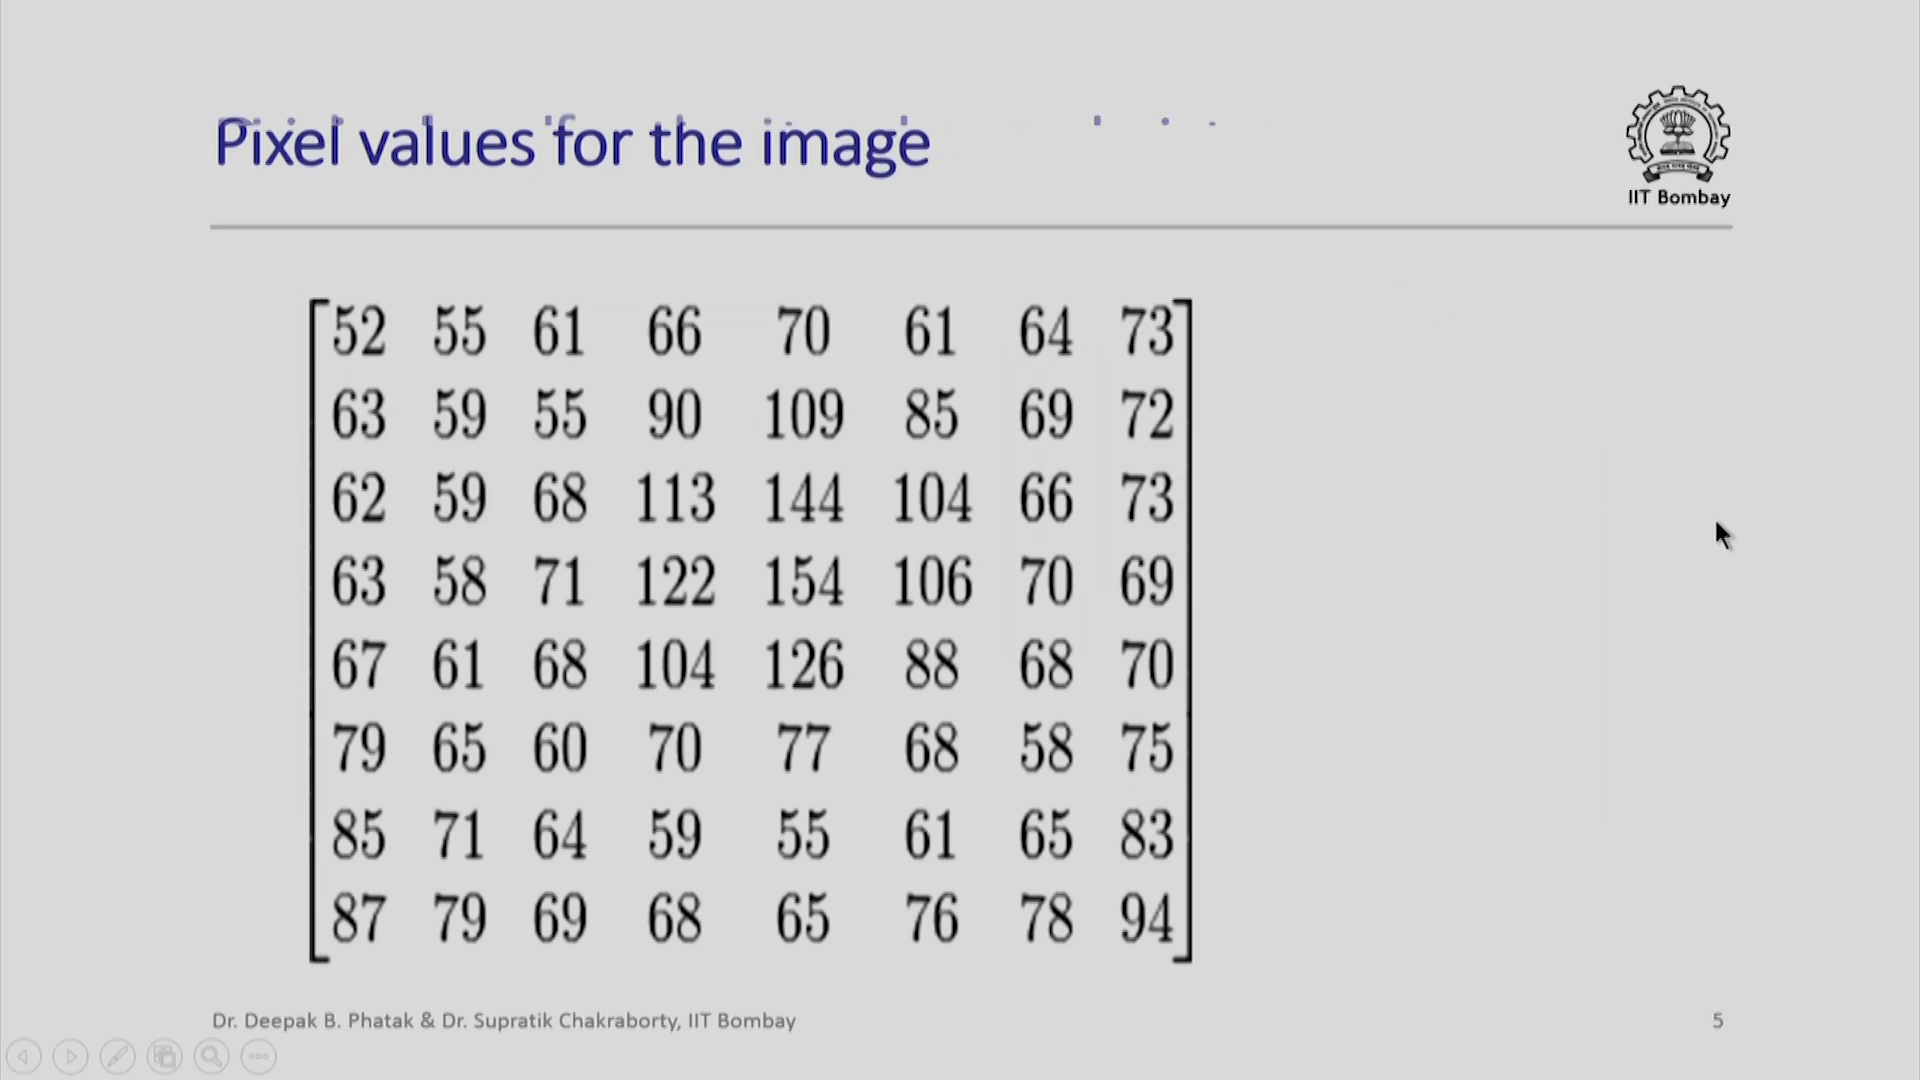 Pixel values for the image
IIT Bombay
52 55 61 66 70 61 64 73
63 59 55 90 109 85 69 72
62 59 68 113 144 104 66 73
63 58 71 122 154 106 70 69
67 61 68 104 126 88 68 70
79 65 60 70 77 68 58 75
85 71 64 59 55 61 65 83
87 79 69 68 65 76 78 94
Dr. Deepak B. Phatak & Dr. Supratik Chakraborty, IIT Bombay
5